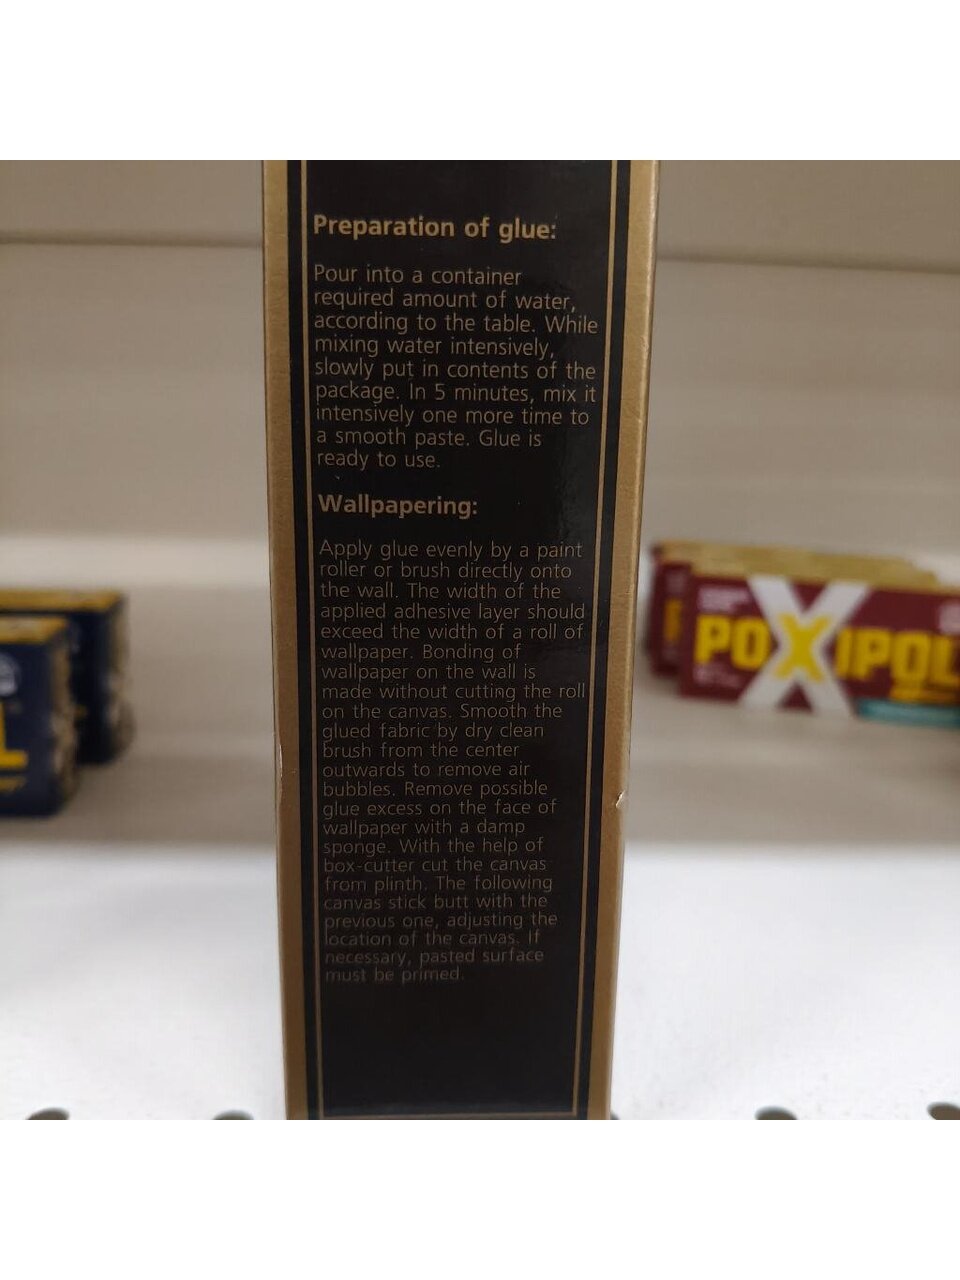 Preparation of glue:
Pour into a container
required amount of water,
according to the table. While
mixing water intensively,
slowly put in contents of the
package. In 5 minutes, mix it
intensively one more time to
a smooth paste. Glue is
ready to use.
Wallpapering:
Apply glue evenly by a paint
roller or brush directly onto
the wall. The width of the
applied adhesive layer should
exceed the width of a roll of
wallpaper. Bonding of
wallpaper on the wall is
made without cutting the roll
on the canvas. Smooth the
glued fabric by dry clean
brush from the center
outwards to remove air
bubbles. Remove possible
glue excess on the face of
wallpaper with a damp
sponge. With the help of
box-cutter cut the canvas
from plinth. The following
canvas stick butt with the
previous one, adjusting the
location of the canvas. If
necessary, pasted surface
must be primed.
POXIPOL
L